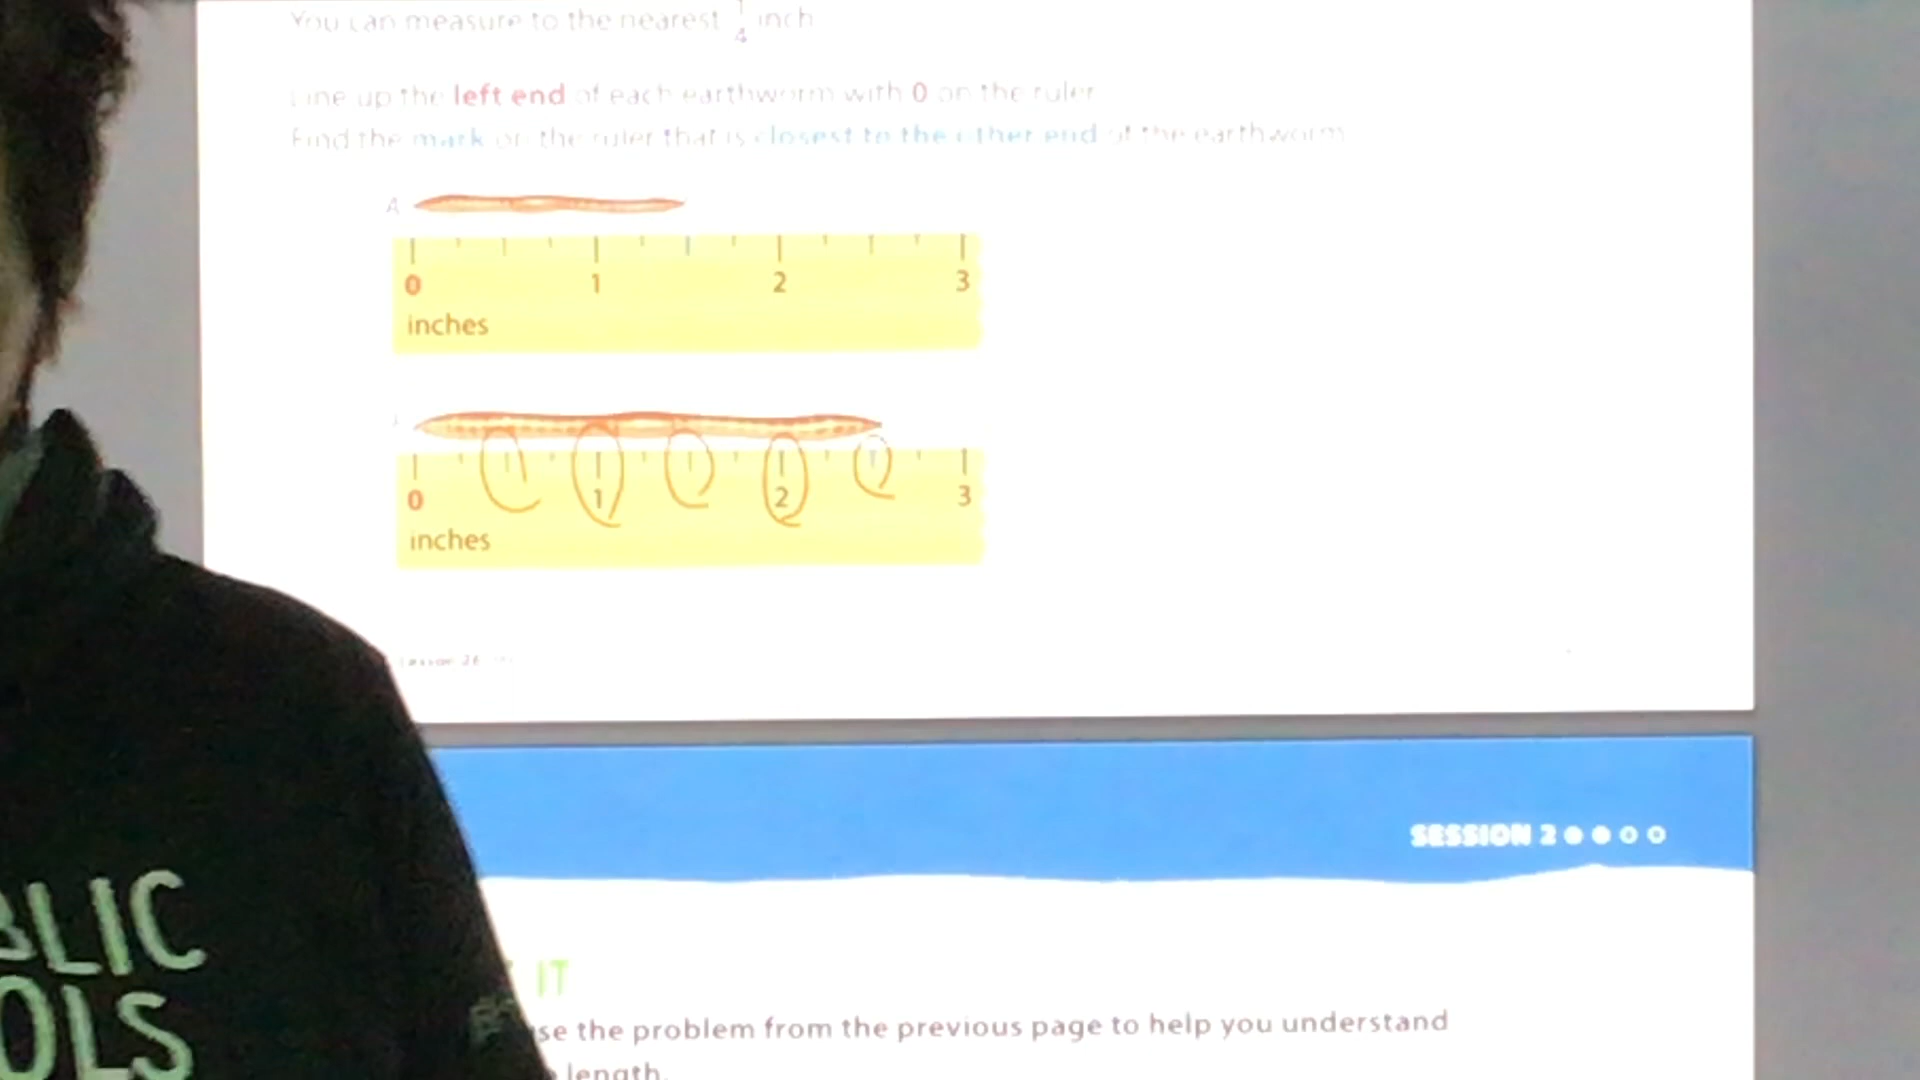 You can measure to the nearest 1/4 inch
Line up the left end of each earthworm with 0 on the ruler
Find the mark on the ruler that is closest to the other end of the earthworm
A
0 1 2 3
inches
0 1 2 3
inches
Lesson 26
SESSION 2
IT
se the problem from the previous page to help you understand
length.
BLIC
OLS